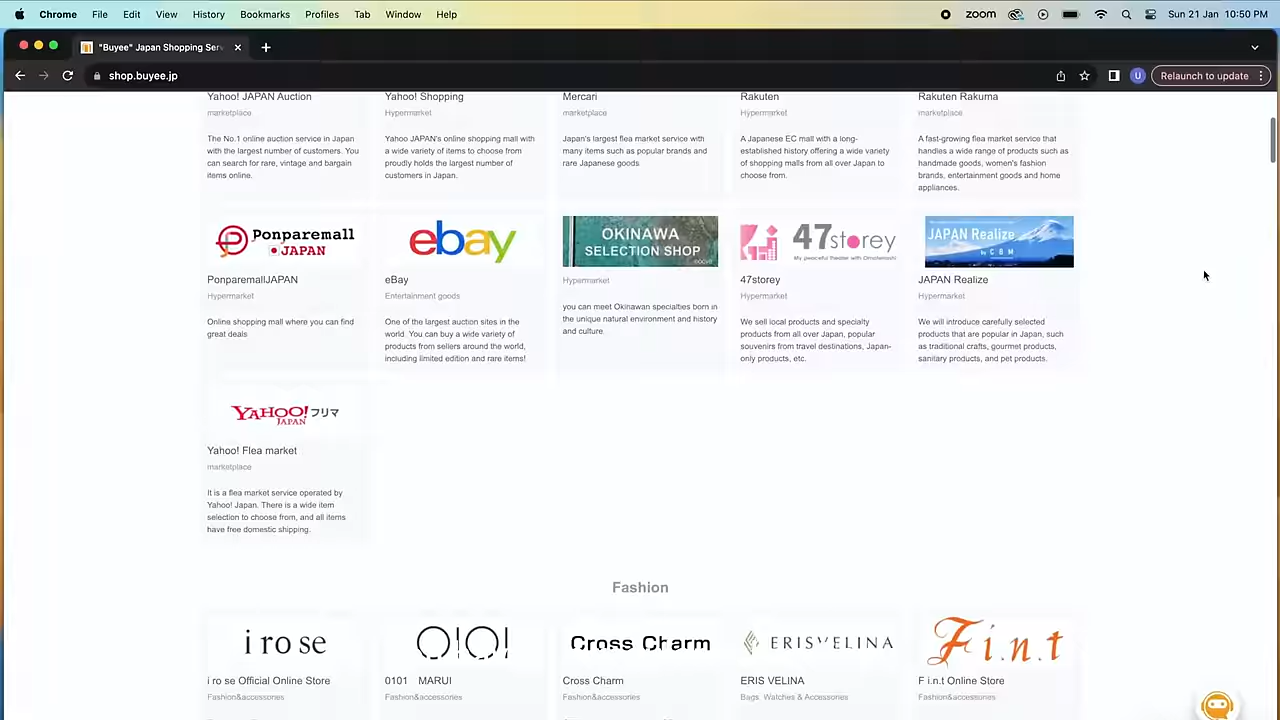 Chrome File Edit View History Bookmarks Profiles Tab Window Help zoom Sun 21 Jan 10:50 PM
"Buyee" Japan Shopping Serv
shop.buyee.jp U Relaunch to update
Yahoo! JAPAN Auction
marketplace
The No.1 online auction service in Japan
with the largest number of customers. You
can search for rare, vintage and bargain
items online.
Yahoo! Shopping
Hypermarket
Yahoo JAPAN's online shopping mall with
a wide variety of items to choose from
proudly holds the largest number of
customers in Japan.
Mercari
marketplace
Japan's largest flea market service with
many items such as popular brands and
rare Japanese goods
Rakuten
Hypermarket
A Japanese EC mall with a long-
established history offering a wide variety
of shopping malls from all over Japan to
choose from.
Rakuten Rakuma
marketplace
A fast-growing flea market service that
handles a wide range of products such as
handmade goods, women's fashion
brands, entertainment goods and home
appliances.
Ponparemall
JAPAN
PonparemallJAPAN
Hypermarket
Online shopping mall where you can find
great deals
ebay
eBay
Entertainment goods
One of the largest auction sites in the
world. You can buy a wide variety of
products from sellers around the world,
including limited edition and rare items!
OKINAWA
SELECTION SHOP
Hypermarket
you can meet Okinawan specialties born in
the unique natural environment and history
and culture.
47storey
My peaceful Theater with Omotenashi
47storey
Hypermarket
We sell local products and specialty
products from all over Japan, popular
souvenirs from travel destinations, Japan-
only products, etc.
JAPAN Realize
by CBM
JAPAN Realize
Hypermarket
We will introduce carefully selected
products that are popular in Japan, such
as traditional crafts, gourmet products,
sanitary products, and pet products.
YAHOO! フリマ
JAPAN
Yahoo! Flea market
marketplace
It is a flea market service operated by
Yahoo! Japan. There is a wide item
selection to choose from, and all items
have free domestic shipping.
Fashion
i ro se
i ro se Official Online Store
Fashion&accessories
OIOI
0101 MARUI
Fashion&accessories
Cross Charm
Cross Charm
Fashion&accessories
ERISVELINA
ERIS VELINA
Bags, Watches & Accessories
F i.n.t
F i.n.t Online Store
Fashion&accessories